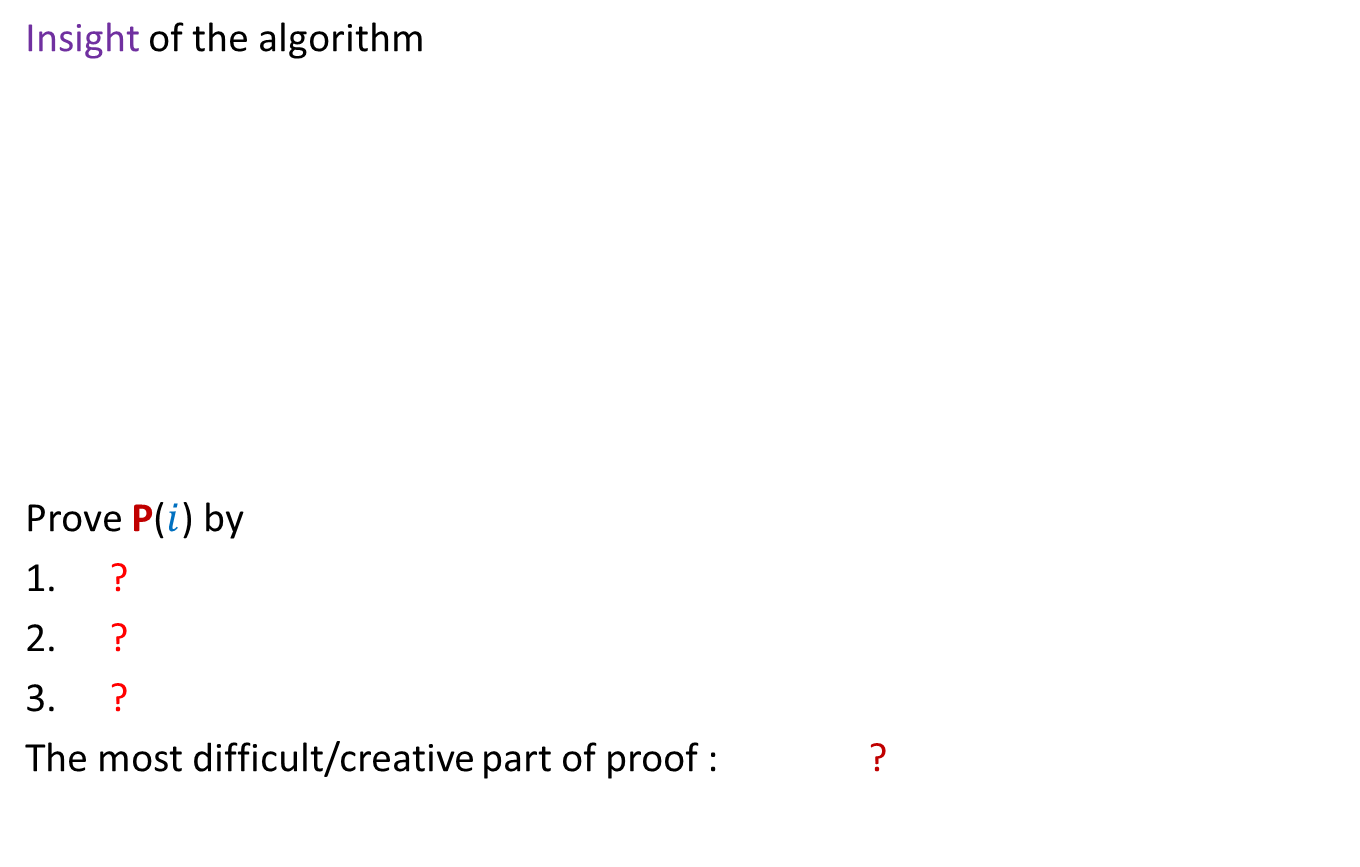 Insight of the algorithm
Prove P(i) by
1. ?
2. ?
3. ?
The most difficult/creative part of proof : ?